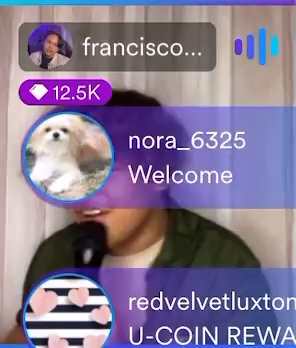 francisco...
12.5K
nora_6325
Welcome
redvelvetluxton
U-COIN REWA